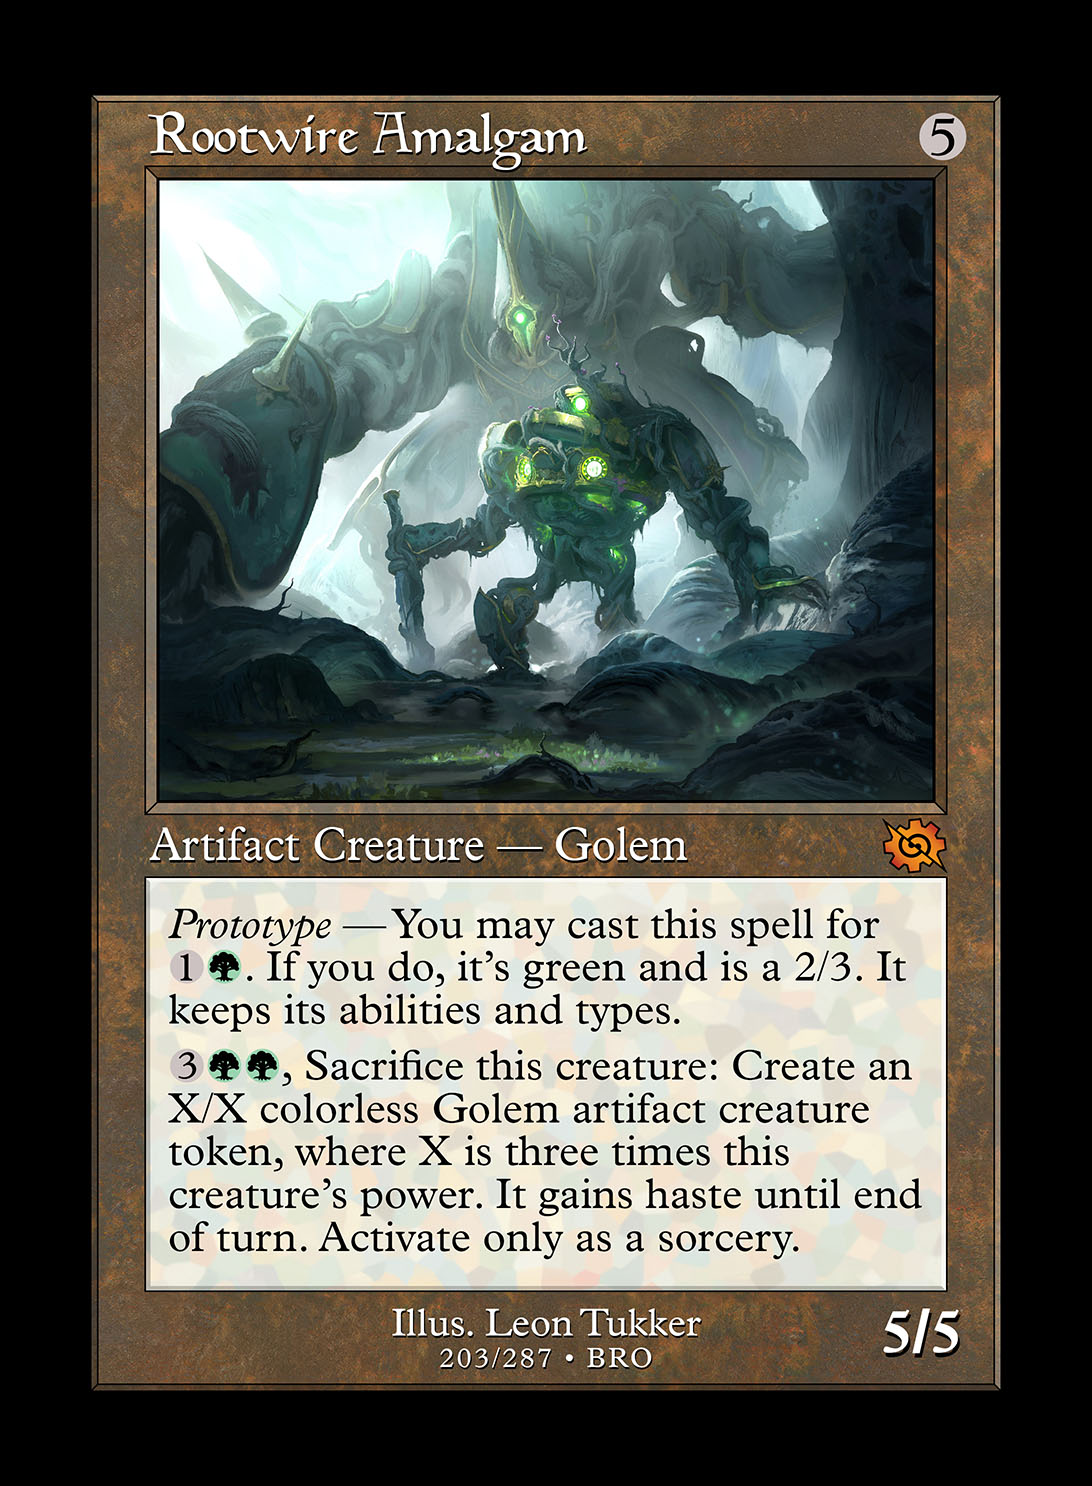 Rootwire Amalgam 5
Artifact Creature — Golem
Prototype — You may cast this spell for
1. If you do, it's green and is a 2/3. It
keeps its abilities and types.
3, Sacrifice this creature: Create an
X/X colorless Golem artifact creature
token, where X is three times this
creature's power. It gains haste until end
of turn. Activate only as a sorcery.
Illus. Leon Tukker
5/5
203/287 • BRO